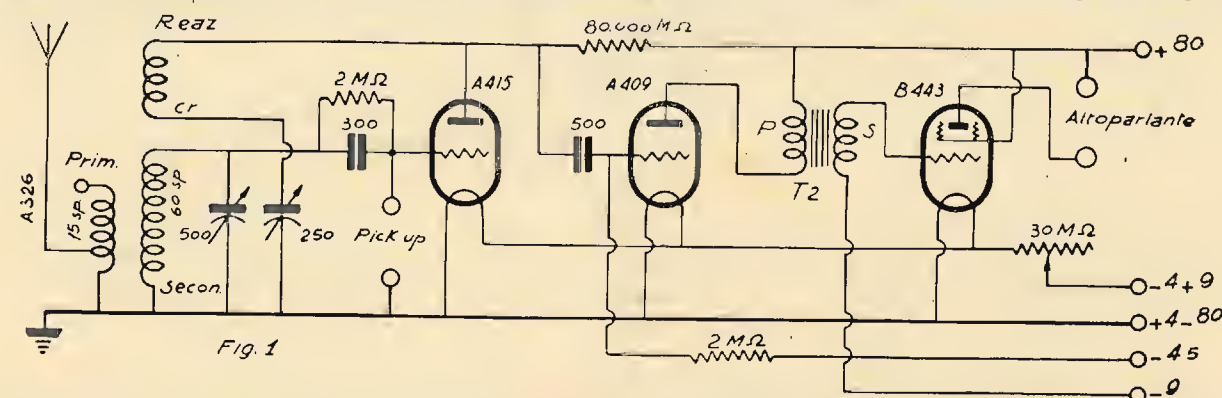 Reaz
80.000 MΩ
+ 80
2 MΩ
A415
A409
B443
cr
300
500
Altoparlante
P
S
Prim.
T2
A326
15 sp.
60 sp
500
250
Pick up
30 MΩ
Secon.
- 4 + 9
+ 4 - 80
Fig. 1
2 MΩ
- 45
- 9